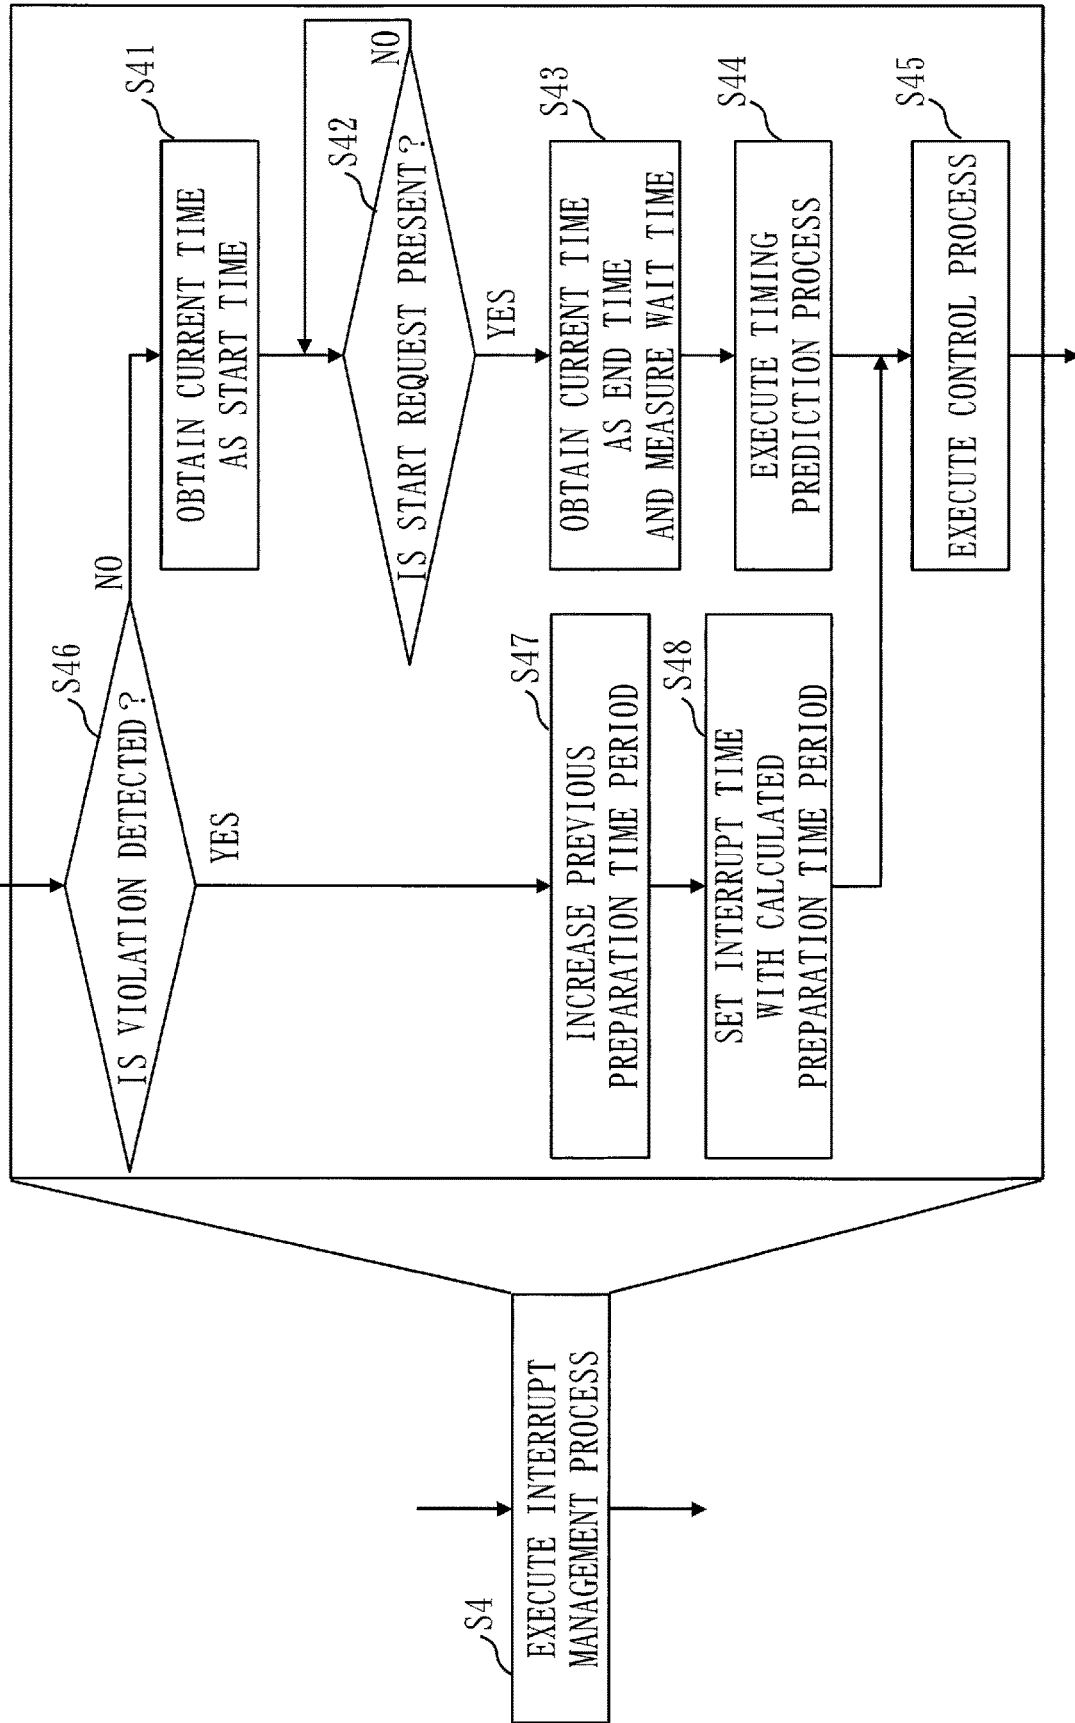 S4
EXECUTE INTERRUPT
MANAGEMENT PROCESS
S46
IS VIOLATION DETECTED?
NO
YES
S41
OBTAIN CURRENT TIME
AS START TIME
S42
IS START REQUEST PRESENT?
NO
YES
S43
OBTAIN CURRENT TIME
AS END TIME
AND MEASURE WAIT TIME
S44
EXECUTE TIMING
PREDICTION PROCESS
S47
INCREASE PREVIOUS
PREPARATION TIME PERIOD
S48
SET INTERRUPT TIME
WITH CALCULATED
PREPARATION TIME PERIOD
S45
EXECUTE CONTROL PROCESS